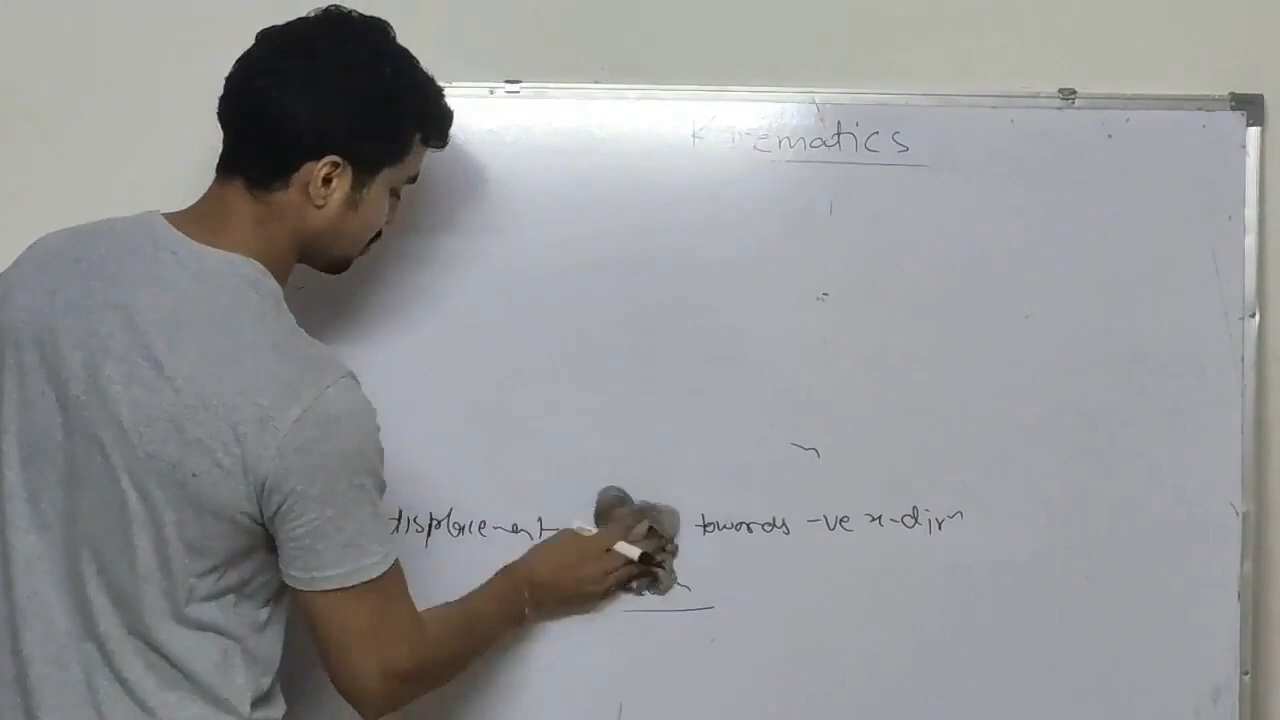 Kinematics
displacement towards -ve x-dirⁿ